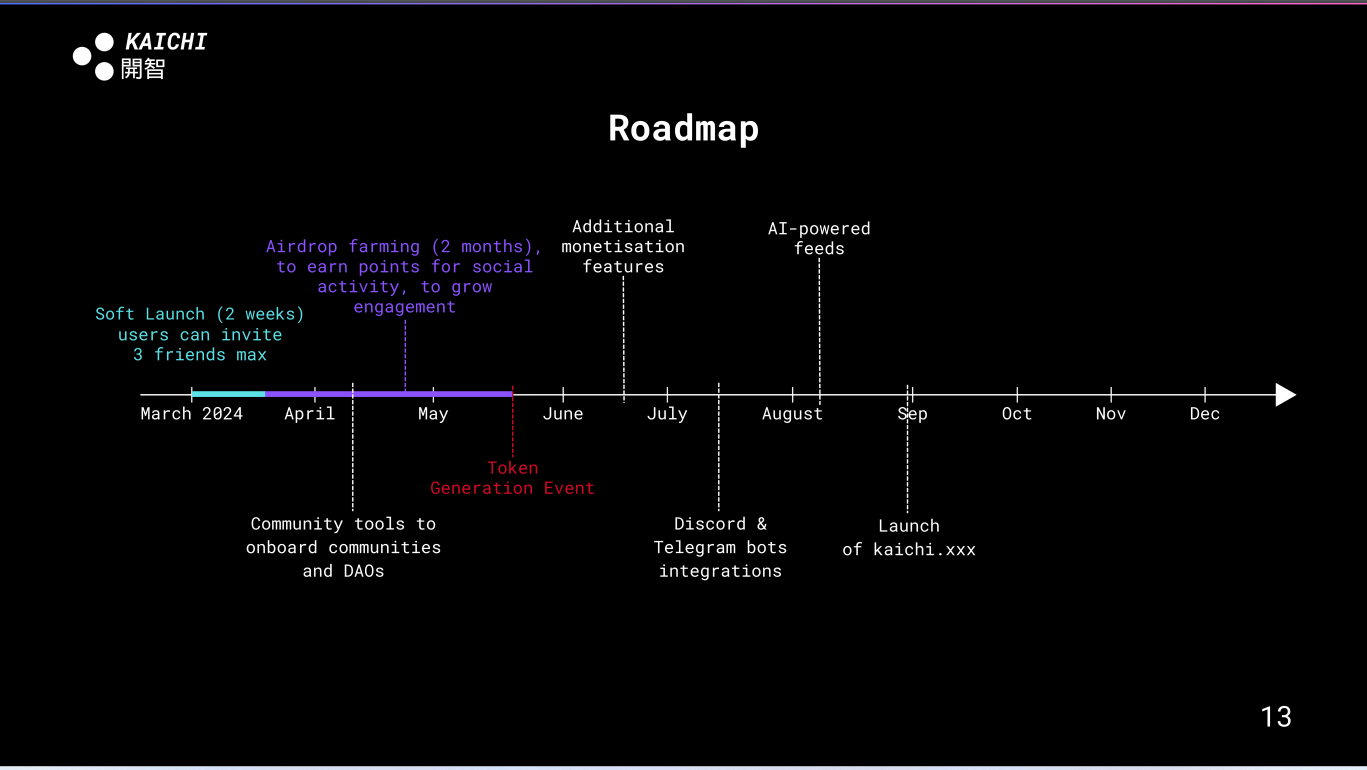 KAICHI
開智
Roadmap
Soft Launch (2 weeks)
users can invite
3 friends max
Airdrop farming (2 months),
to earn points for social
activity, to grow
engagement
Additional
monetisation
features
AI-powered
feeds
March 2024
April
May
June
July
August
Sep
Oct
Nov
Dec
Token
Generation Event
Community tools to
onboard communities
and DAOs
Discord &
Telegram bots
integrations
Launch
of kaichi.xxx
13